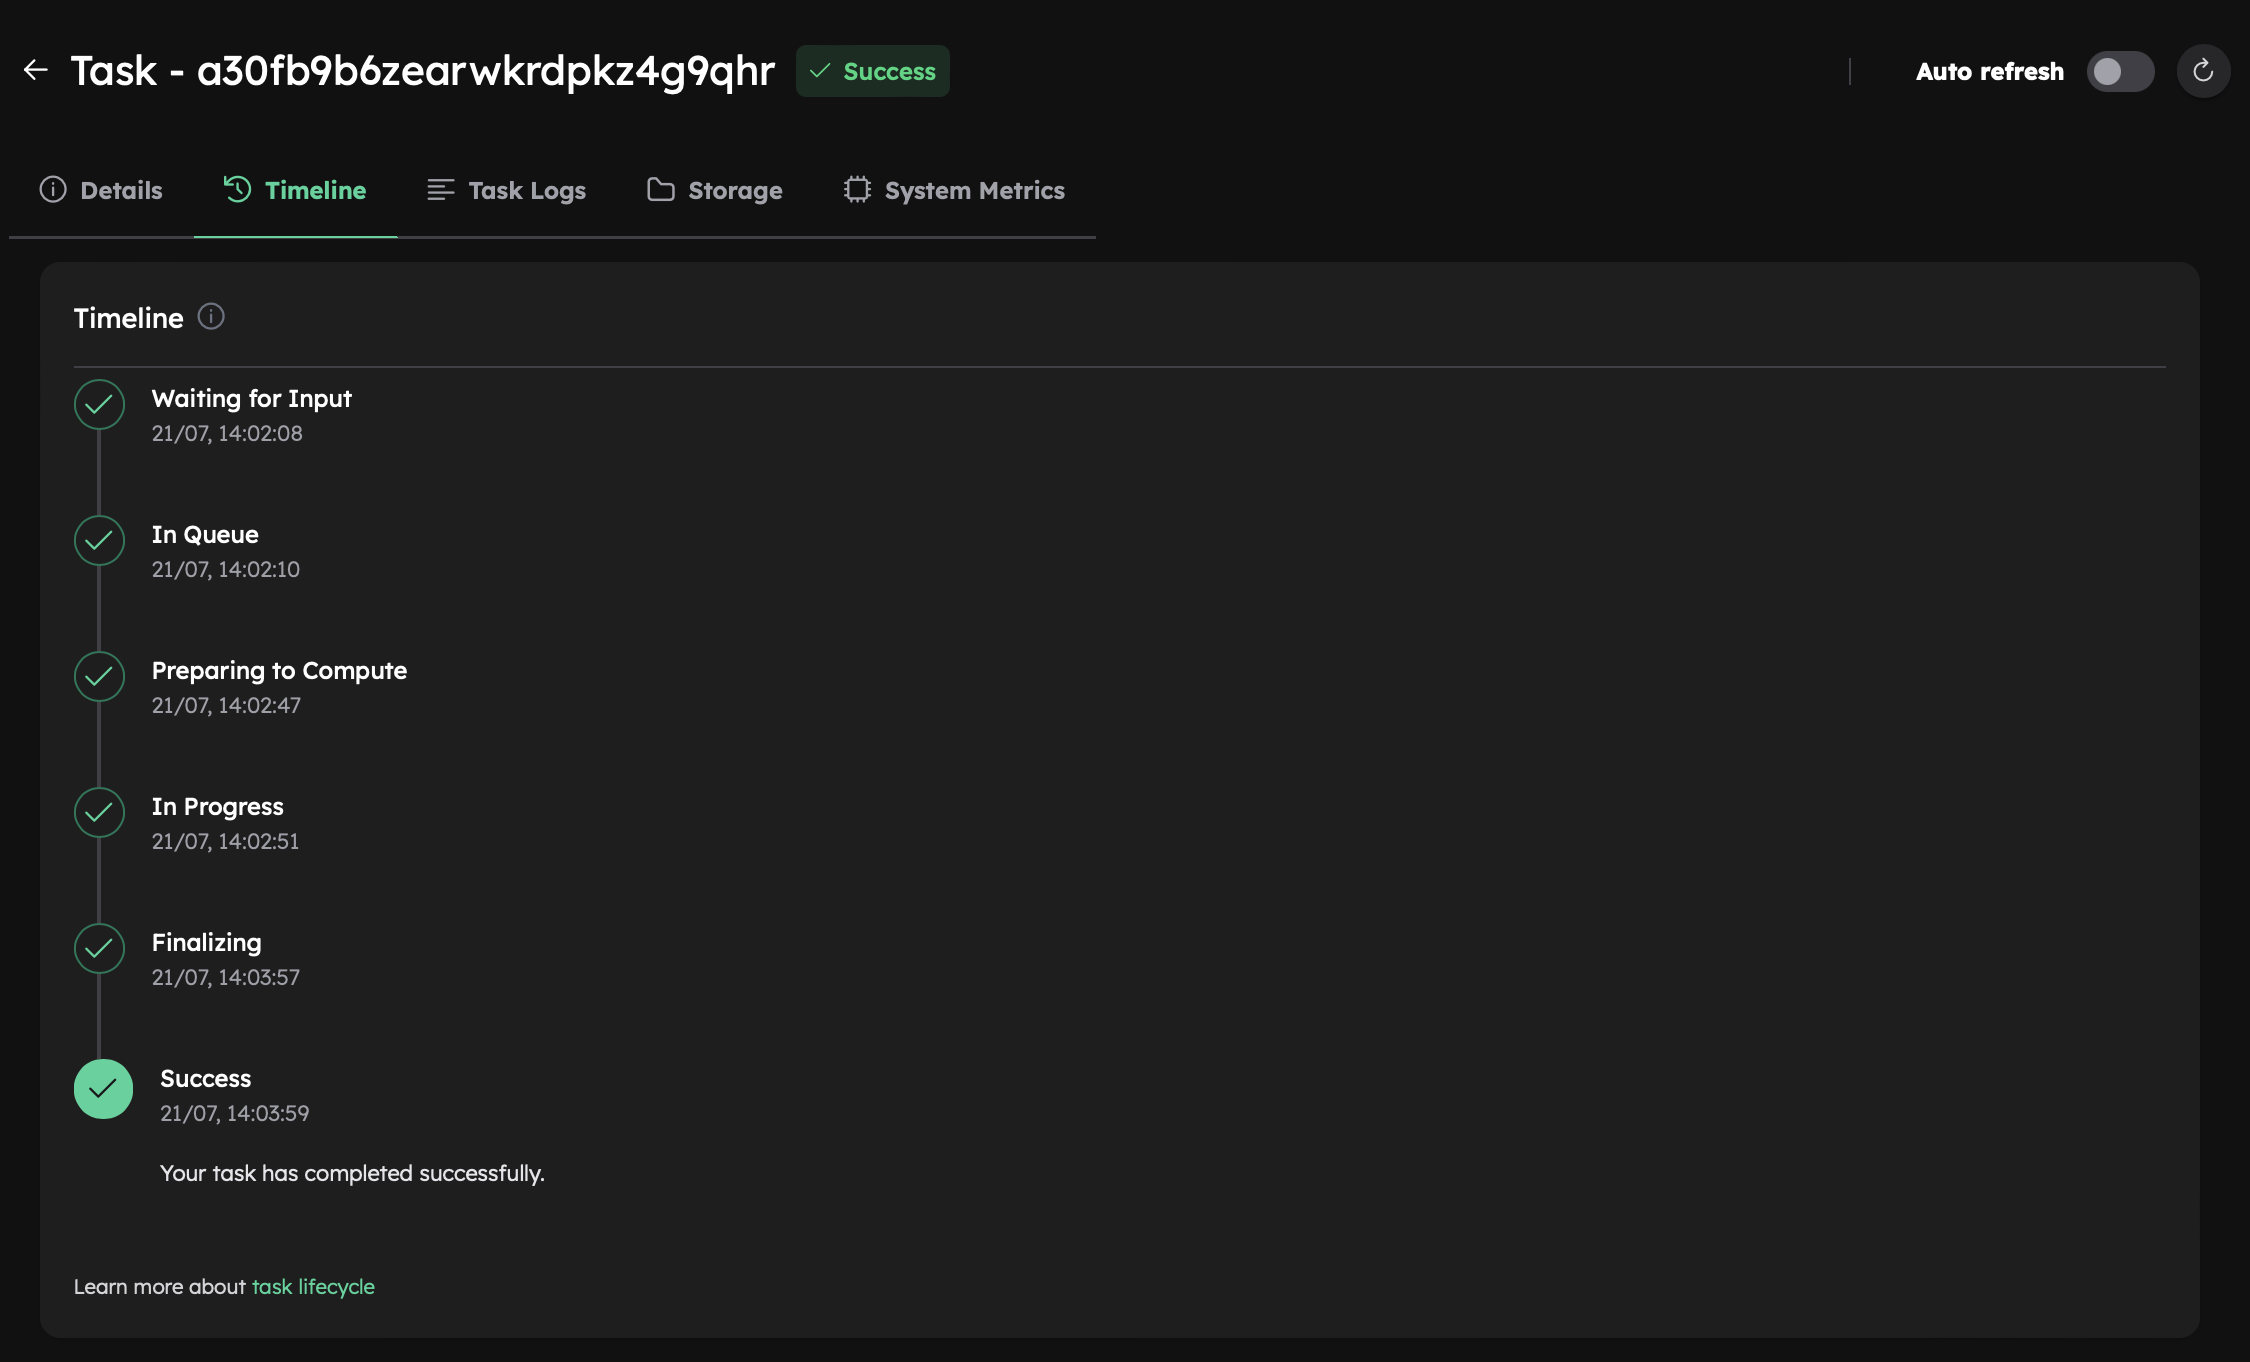 Task - a30fb9b6zearwkrdpkz4g9qhr
Success
Auto refresh
Details
Timeline
Task Logs
Storage
System Metrics
Timeline
Waiting for Input
21/07, 14:02:08
In Queue
21/07, 14:02:10
Preparing to Compute
21/07, 14:02:47
In Progress
21/07, 14:02:51
Finalizing
21/07, 14:03:57
Success
21/07, 14:03:59
Your task has completed successfully.
Learn more about task lifecycle